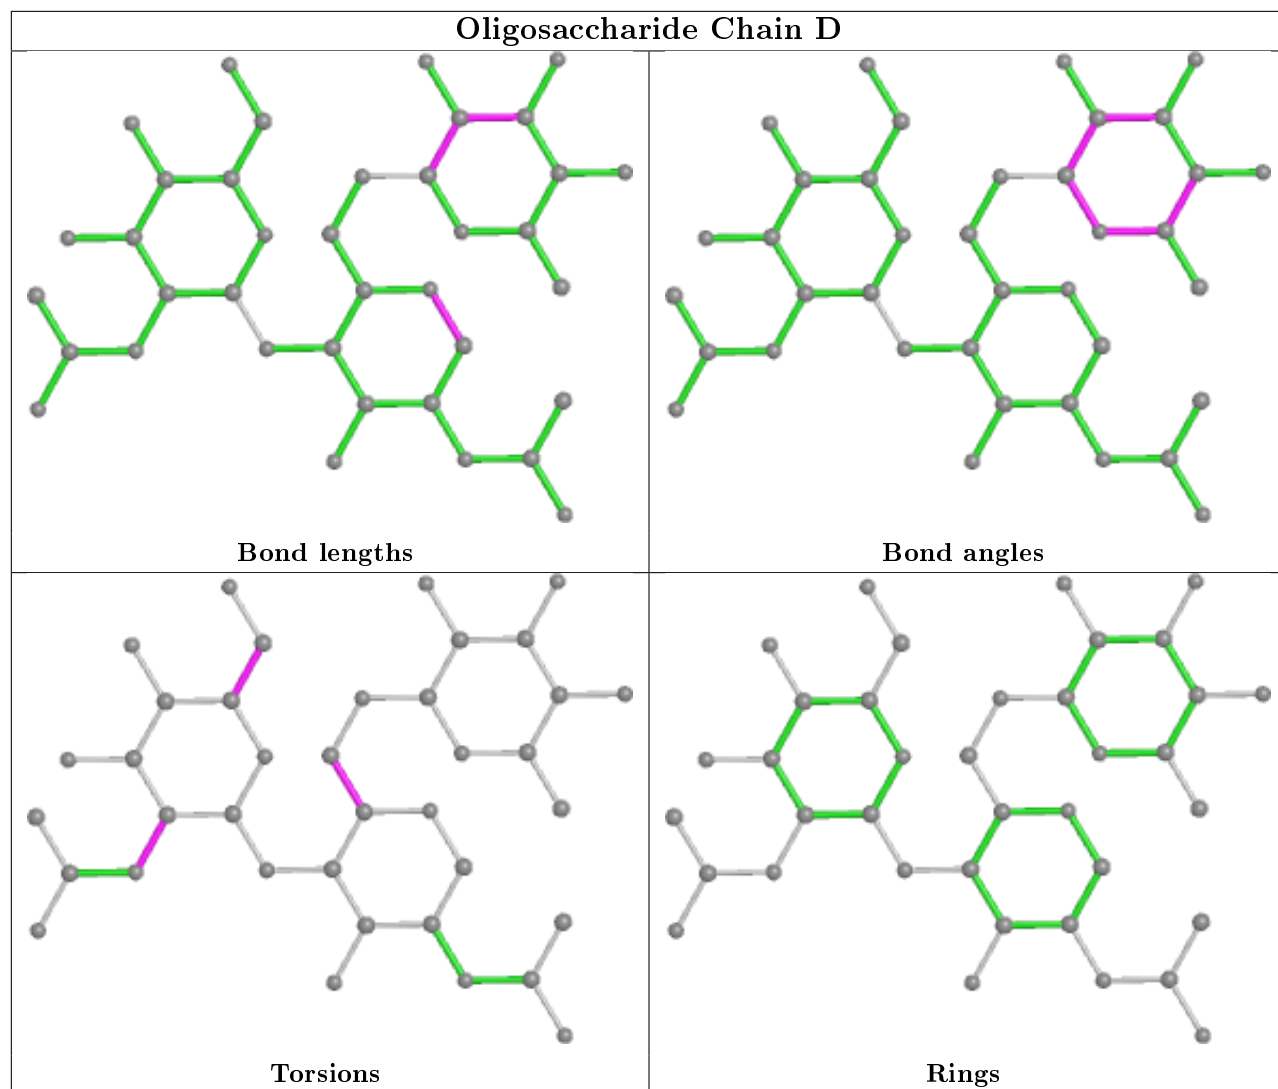 Oligosaccharide Chain D
Bond lengths
Bond angles
Torsions
Rings